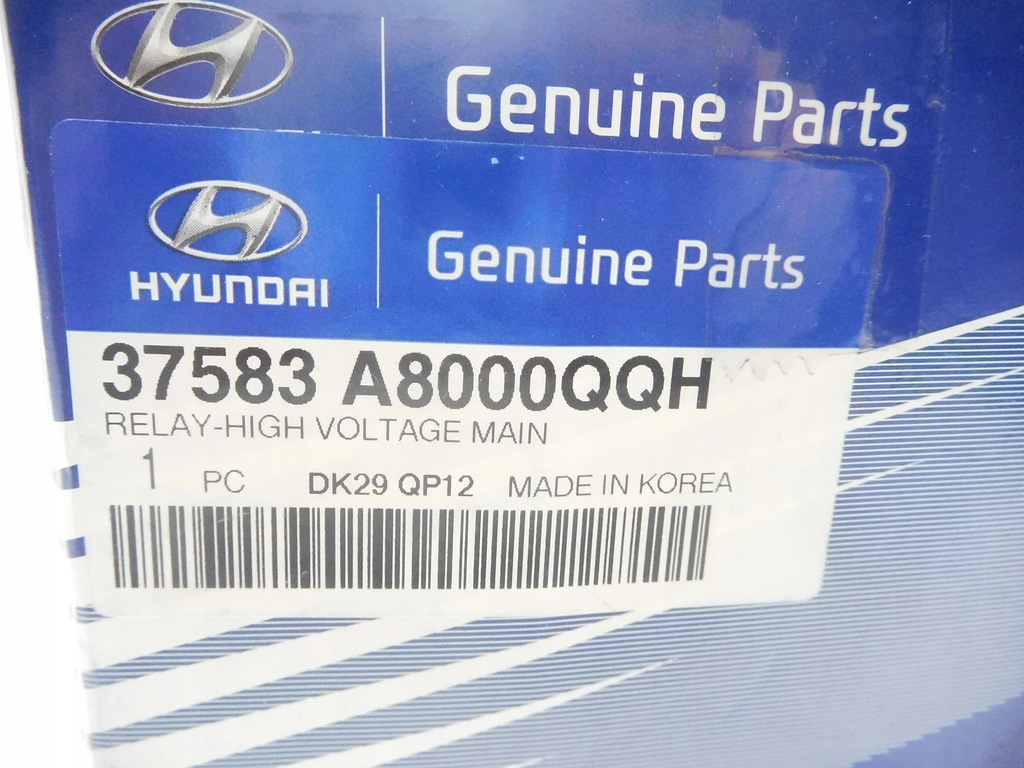 Genuine Parts
HYUNDAI
Genuine Parts
37583 A8000QQH
RELAY-HIGH VOLTAGE MAIN
1 PC DK29 QP12 MADE IN KOREA